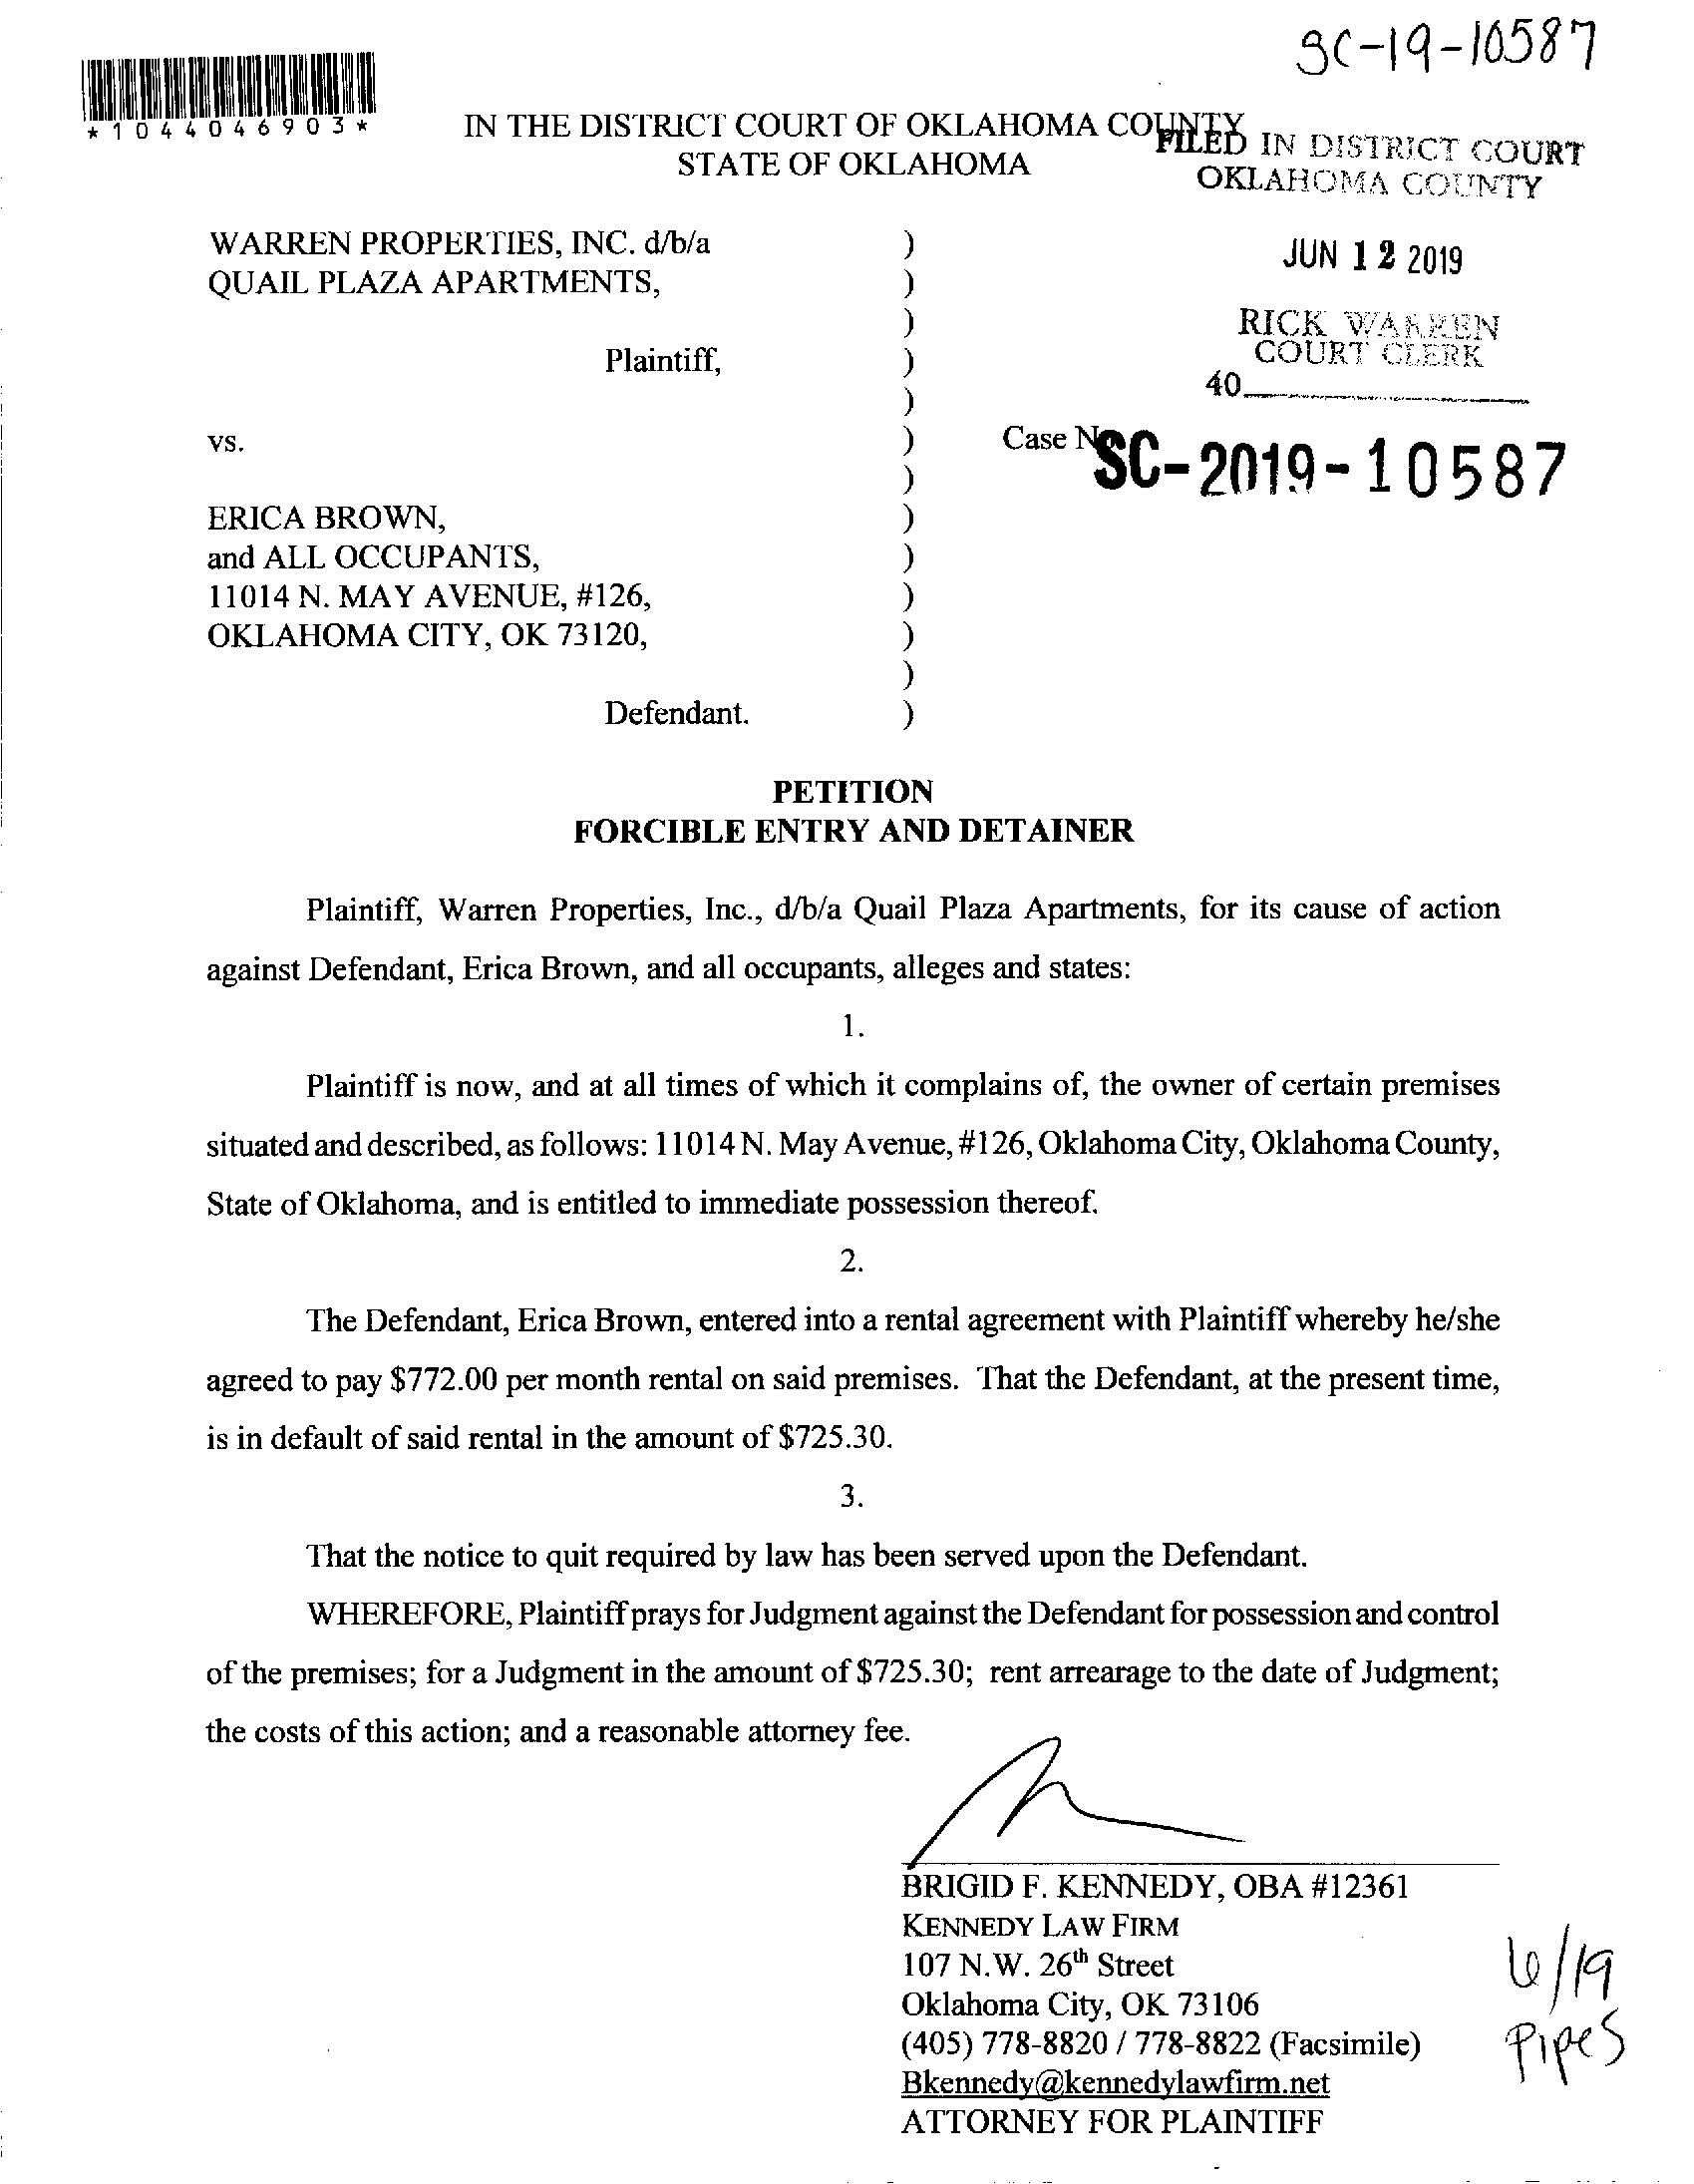 SC-19-10587
*1044046903*
IN THE DISTRICT COURT OF OKLAHOMA COUNTY
STATE OF OKLAHOMA
FILED IN DISTRICT COURT
OKLAHOMA COUNTY
JUN 12 2019
RICK WARREN
COURT CLERK
40
WARREN PROPERTIES, INC. d/b/a )
QUAIL PLAZA APARTMENTS, )
)
Plaintiff, )
)
vs. )
)
ERICA BROWN, )
and ALL OCCUPANTS, )
11014 N. MAY AVENUE, #126, )
OKLAHOMA CITY, OK 73120, )
)
Defendant. )
Case No. SC-2019-10587
PETITION
FORCIBLE ENTRY AND DETAINER
Plaintiff, Warren Properties, Inc., d/b/a Quail Plaza Apartments, for its cause of action
against Defendant, Erica Brown, and all occupants, alleges and states:
1.
Plaintiff is now, and at all times of which it complains of, the owner of certain premises
situated and described, as follows: 11014 N. May Avenue, #126, Oklahoma City, Oklahoma County,
State of Oklahoma, and is entitled to immediate possession thereof.
2.
The Defendant, Erica Brown, entered into a rental agreement with Plaintiff whereby he/she
agreed to pay $772.00 per month rental on said premises. That the Defendant, at the present time,
is in default of said rental in the amount of $725.30.
3.
That the notice to quit required by law has been served upon the Defendant.
WHEREFORE, Plaintiff prays for Judgment against the Defendant for possession and control
of the premises; for a Judgment in the amount of $725.30; rent arrearage to the date of Judgment;
the costs of this action; and a reasonable attorney fee.
BRIGID F. KENNEDY, OBA #12361
KENNEDY LAW FIRM
107 N.W. 26th Street
Oklahoma City, OK 73106
(405) 778-8820 / 778-8822 (Facsimile)
Bkennedy@kennedylawfirm.net
ATTORNEY FOR PLAINTIFF
6/19
Pipes